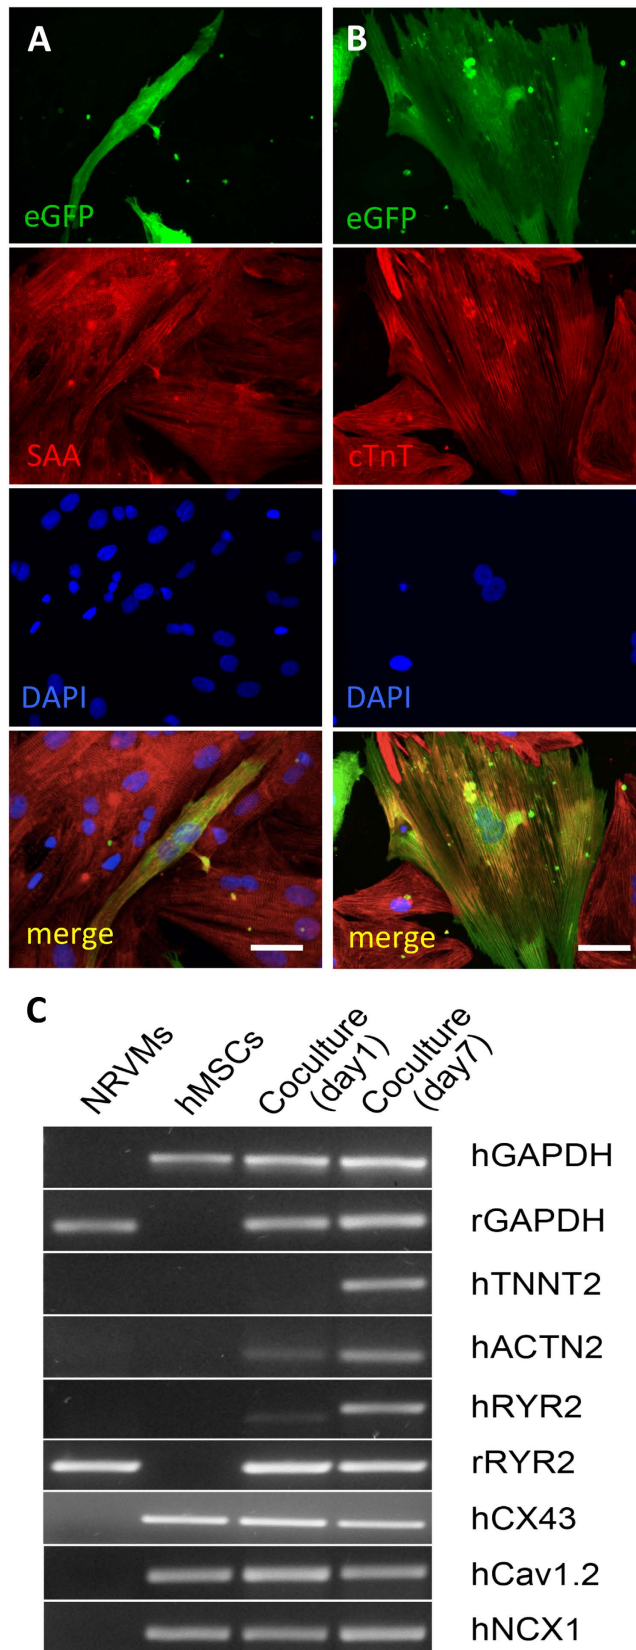 A
B
eGFP
eGFP
SAA
cTnT
DAPI
DAPI
merge
merge
C
NRVMs
hMSCs
Coculture
(day1)
Coculture
(day7)
hGAPDH
rGAPDH
hTNNT2
hACTN2
hRYR2
rRYR2
hCX43
hCav1.2
hNCX1